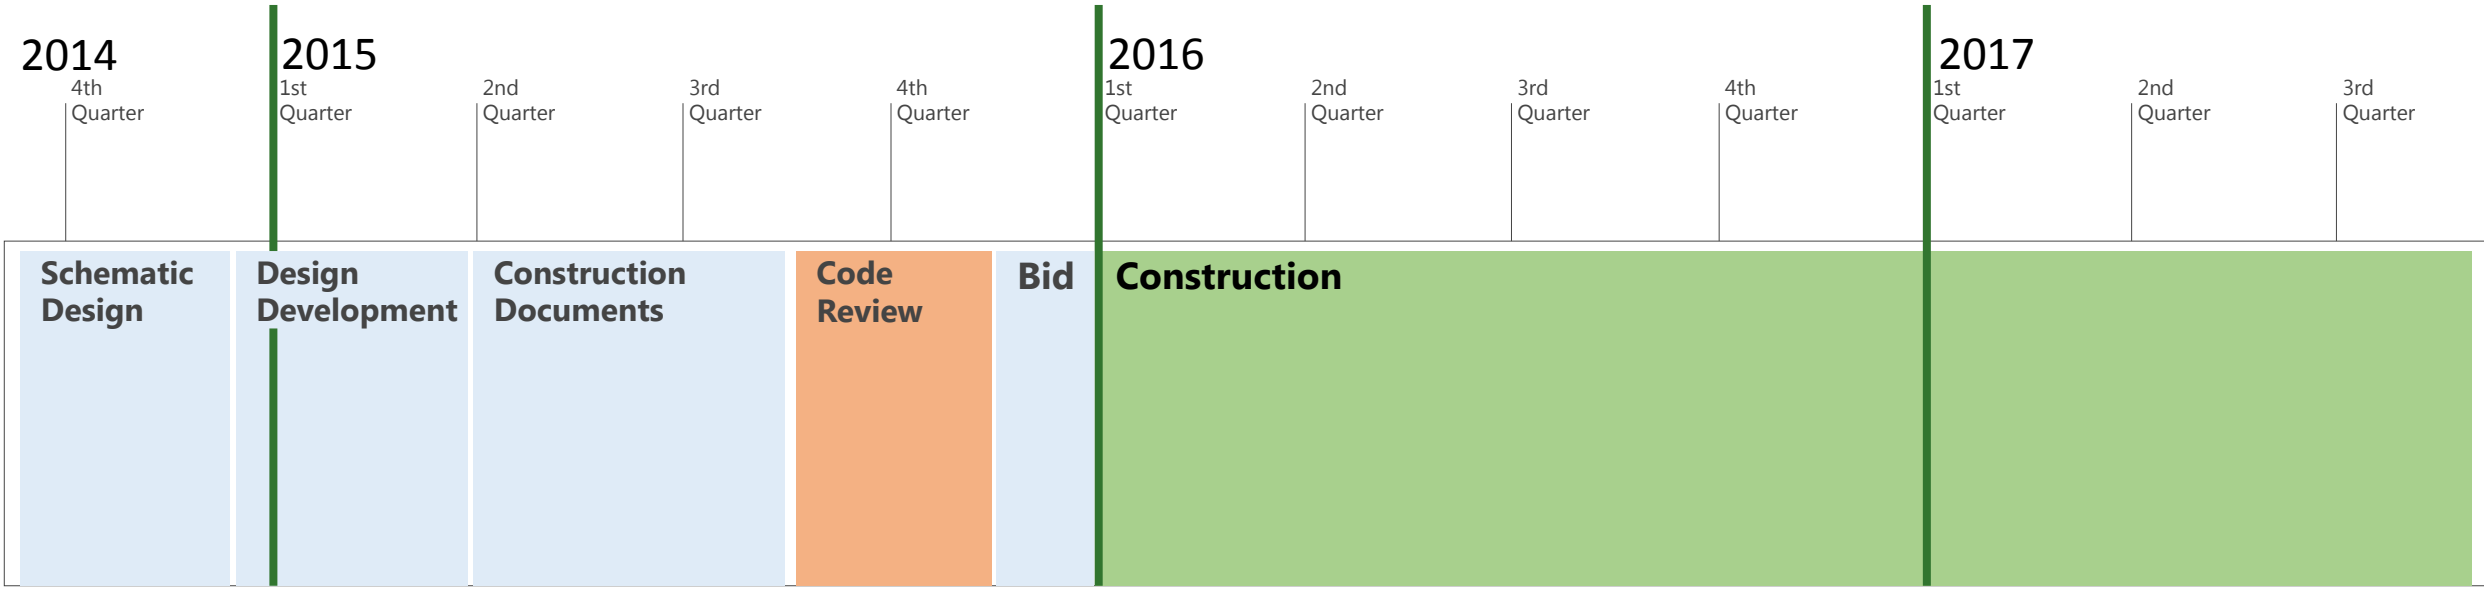 2014
2015
2016
2017
4th
Quarter
1st
Quarter
2nd
Quarter
3rd
Quarter
4th
Quarter
1st
Quarter
2nd
Quarter
3rd
Quarter
4th
Quarter
1st
Quarter
2nd
Quarter
3rd
Quarter
Schematic
Design
Design
Development
Construction
Documents
Code
Review
Bid
Construction